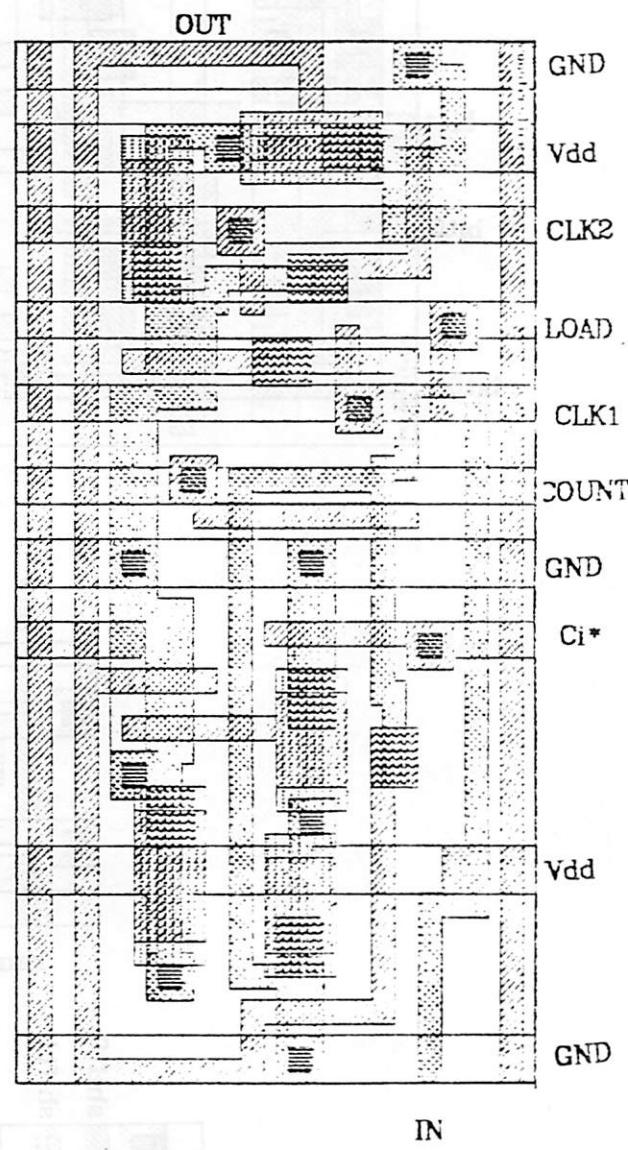 OUT
GND
Vdd
CLK2
LOAD
CLK1
COUNT
GND
Ci*
Vdd
GND
IN